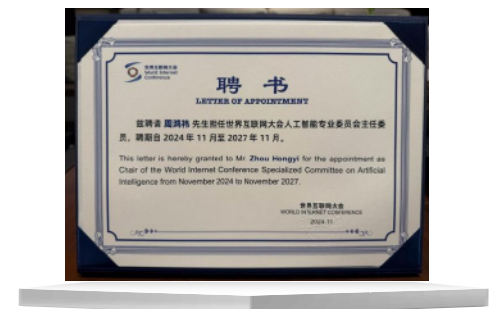 世界互联网大会
World Internet
Conference
聘 书
LETTER OF APPOINTMENT
兹聘请 周鸿祎 先生担任世界互联网大会人工智能专业委员会主任委
员，聘期自 2024 年 11 月至 2027 年 11 月。
This letter is hereby granted to Mr. Zhou Hongyi for the appointment as
Chair of the World Internet Conference Specialized Committee on Artificial
Intelligence from November 2024 to November 2027.
世界互联网大会
WORLD INTERNET CONFERENCE
2024.11